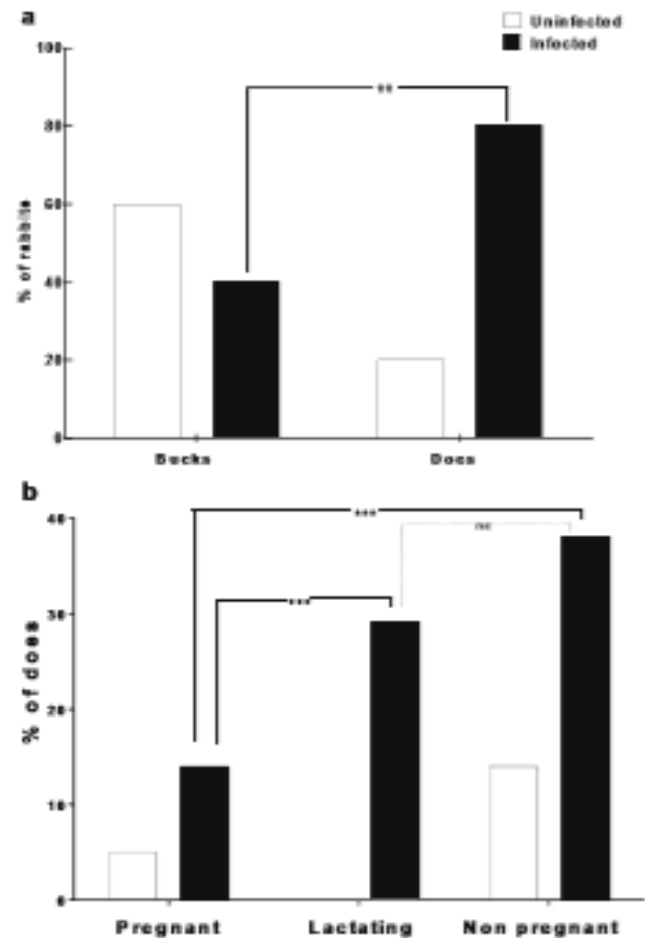 a
Uninfected
Infected
100
80
60
40
20
0
% of rabbits
**
Bucks
Does
b
40
30
20
10
0
% of does
***
ns
***
Pregnant
Lactating
Non pregnant